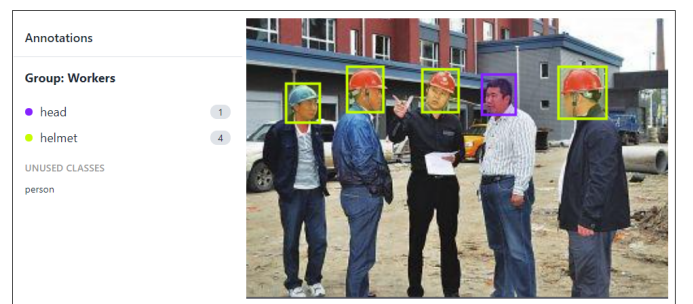 Annotations
Group: Workers
head 1
helmet 4
UNUSED CLASSES
person